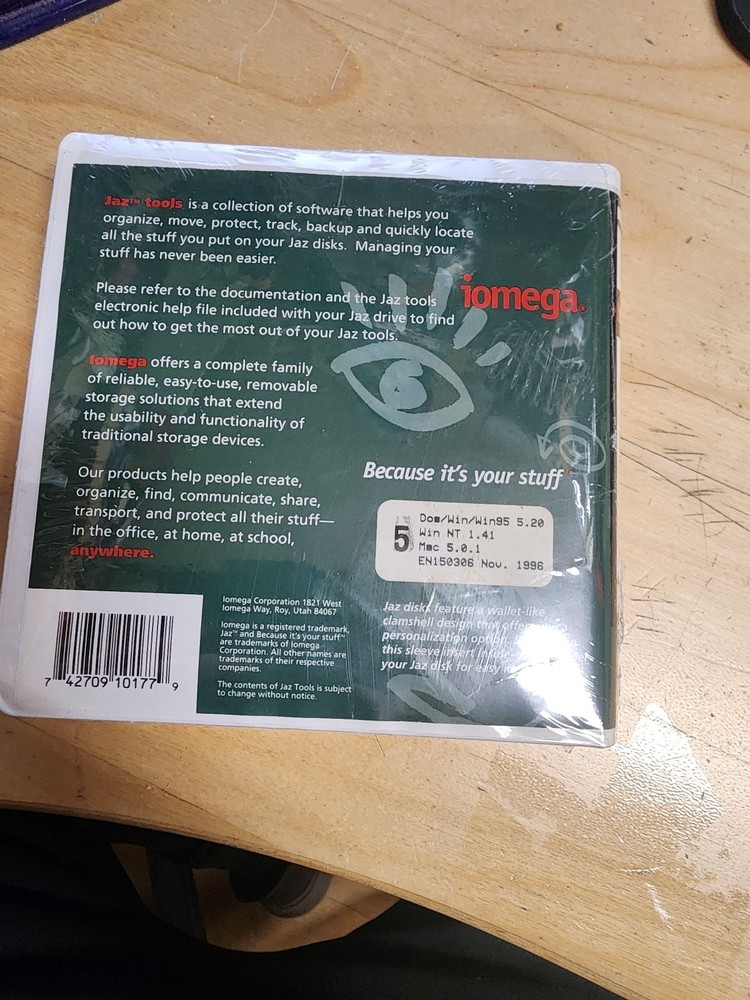 Jaz™ tools is a collection of software that helps you
organize, move, protect, track, backup and quickly locate
all the stuff you put on your Jaz disks. Managing your
stuff has never been easier.
Please refer to the documentation and the Jaz tools
electronic help file included with your Jaz drive to find
out how to get the most out of your Jaz tools.
iomega.
Iomega offers a complete family
of reliable, easy-to-use, removable
storage solutions that extend
the usability and functionality of
traditional storage devices.
Our products help people create,
organize, find, communicate, share,
transport, and protect all their stuff—
in the office, at home, at school,
anywhere.
Because it's your stuff
5
Dos/Win/Win95 5.20
Win NT 1.41
Mac 5.0.1
EN150306 Nov. 1996
7 42709 10177 9
Iomega Corporation 1821 West
Iomega Way, Roy, Utah 84067
Iomega is a registered trademark,
Jaz™ and Because it's your stuff™
are trademarks of Iomega
Corporation. All other names are
trademarks of their respective
companies.
The contents of Jaz Tools is subject
to change without notice.
Jaz disks feature a wallet-like
clamshell design that offers
personalization option
this sleeve insert
your Jaz disk for easy